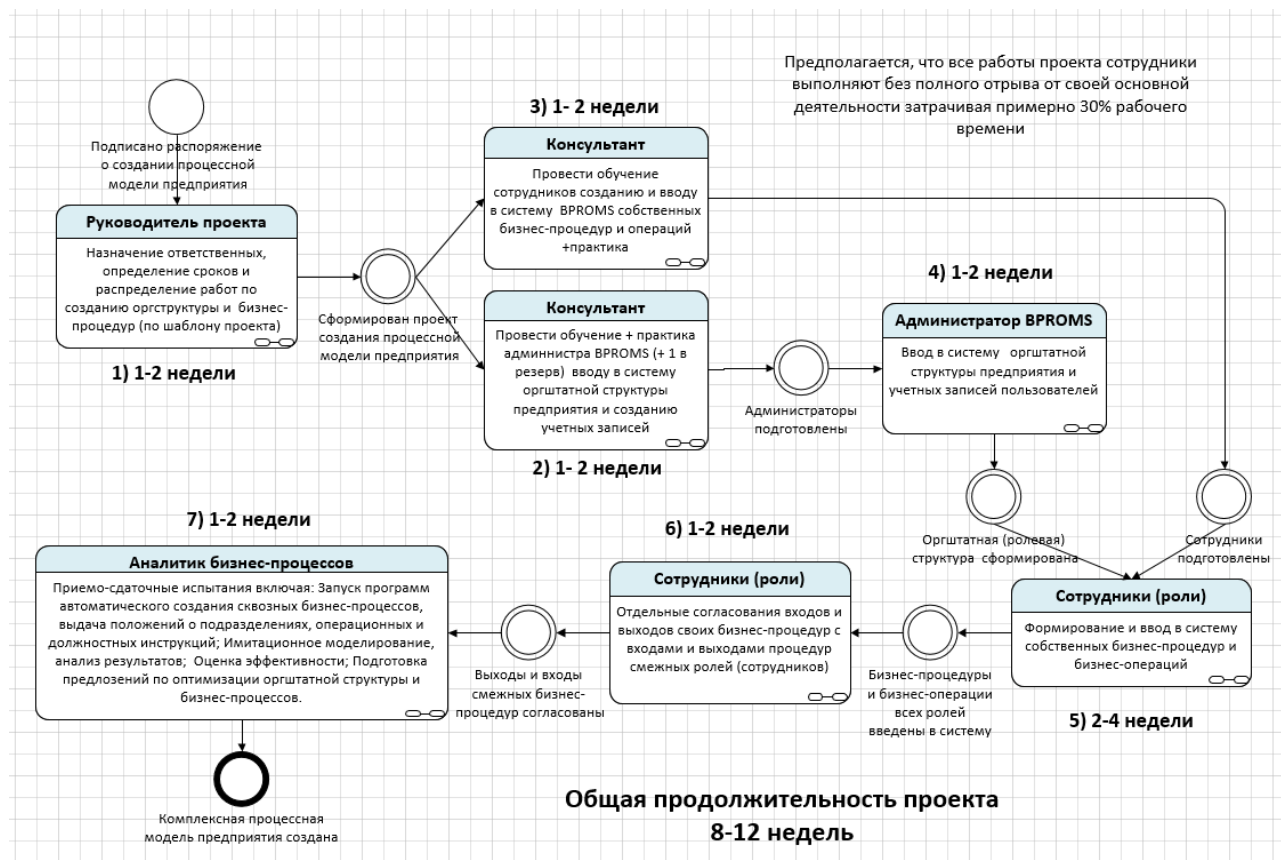 Предполагается, что все работы проекта сотрудники
выполняют без полного отрыва от своей основной
деятельности затрачивая примерно 30% рабочего
времени
Подписано распоряжение
о создании процессной
модели предприятия
Руководитель проекта
Назначение ответственных,
определение сроков и
распределение работ по
созданию оргструктуры и бизнес-
процедур (по шаблону проекта)
1) 1-2 недели
Сформирован проект
создания процессной
модели предприятия
3) 1- 2 недели
Консультант
Провести обучение
сотрудников созданию и вводу
в систему BPROMS собственных
бизнес-процедур и операций
+практика
Консультант
Провести обучение + практика
админинстра BPROMS (+ 1 в
резерв) вводу в систему
оргштатной структуры
предприятия и созданию
учетных записей
2) 1- 2 недели
Администраторы
подготовлены
4) 1-2 недели
Администратор BPROMS
Ввод в систему оргштатной
структуры предприятия и
учетных записей пользователей
Оргштатная (ролевая)
структура сформирована
Сотрудники
подготовлены
Сотрудники (роли)
Формирование и ввод в систему
собственных бизнес-процедур и
бизнес-операций
5) 2-4 недели
Бизнес-процедуры
и бизнес-операции
всех ролей
введены в систему
6) 1-2 недели
Сотрудники (роли)
Отдельные согласования входов и
выходов своих бизнес-процедур с
входами и выходами процедур
смежных ролей (сотрудников)
Выходы и входы
смежных бизнес-
процедур согласованы
7) 1-2 недели
Аналитик бизнес-процессов
Приемо-сдаточные испытания включая: Запуск программ
автоматического создания сквозных бизнес-процессов,
выдача положений о подразделениях, операционных и
должностных инструкций; Имитационное моделирование,
анализ результатов; Оценка эффективности; Подготовка
предлозений по оптимизации оргштатной структуры и
бизнес-процессов.
Комплексная процессная
модель предприятия создана
Общая продолжительность проекта
8-12 недель